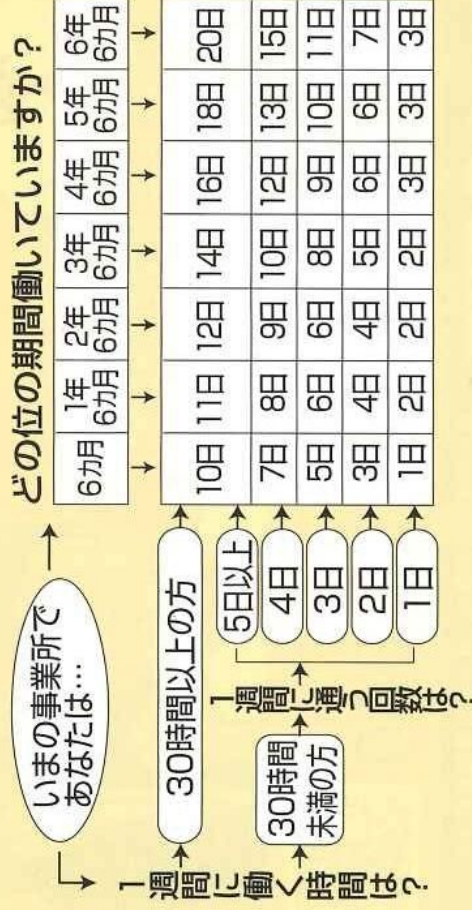 いまの事業所で
あなたは…
どの位の期間働いていますか?
6カ月 1年6カ月 2年6カ月 3年6カ月 4年6カ月 5年6カ月 6年6カ月
1週間に働く時間は?
30時間以上の方
10日 11日 12日 14日 16日 18日 20日
30時間
未満の方
1週間に通う回数は?
5日以上
4日 7日 8日 9日 10日 12日 13日 15日
3日 5日 6日 6日 8日 9日 10日 11日
2日 3日 4日 4日 5日 6日 6日 7日
1日 1日 2日 2日 2日 3日 3日 3日